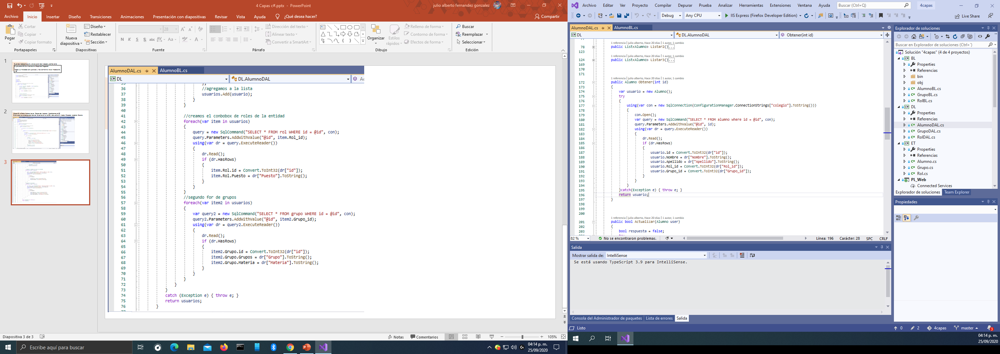 4 Capas c#.pptx - PowerPoint
julio alberto fernandez gonzalez
Archivo Inicio Insertar Diseño Transiciones Animaciones Presentación con diapositivas Revisar Vista Ayuda ¿Qué desea hacer? Compartir
Pegar
Cortar
Copiar
Copiar formato
Portapapeles
Nueva diapositiva
Diseño
Restablecer
Sección
Diapositivas
28
N K S S abc AV Aa
Fuente
Dirección del texto
Alinear texto
Convertir a SmartArt
Párrafo
Organizar
Estilos rápidos
Relleno de forma
Contorno de forma
Efectos de forma
Dibujo
Buscar
Reemplazar
Seleccionar
Edición
1
2
3
AlumnoDAL.cs AlumnoBL.cs
DL DL.AlumnoDAL
36 //agregamos a la lista
37 usuarios.Add(usuario);
38 }
39 }
40
41 //creamos el conbobox de roles de la entidad
42 foreach(var item in usuarios)
43 {
44 query = new SqlCommand("SELECT * FROM rol WHERE id = @id", con);
45 query.Parameters.AddWithValue("@id", item.Rol_id);
46 using(var dr = query.ExecuteReader())
47 {
48 dr.Read();
49 if (dr.HasRows)
50 {
51 item.Rol.id = Convert.ToInt32(dr["id"]);
52 item.Rol.Puesto = dr["Puesto"].ToString();
53 }
54 }
55 }
56 //segundo for de grupos
57 foreach(var item2 in usuarios)
58 {
59 var query2 = new SqlCommand("SELECT * FROM grupo WHERE id = @id", con);
60 query2.Parameters.AddWithValue("@id", item2.Grupo_id);
61 using(var dr = query2.ExecuteReader())
62 {
63 dr.Read();
64 if (dr.HasRows)
65 {
66 item2.Grupo.id = Convert.ToInt32(dr["id"]);
67 item2.Grupo.Grupos = dr["Grupo"].ToString();
68 item2.Grupo.Materia = dr["Materia"].ToString();
69 }
70 }
71 }
72 }
73 }
74 catch (Exception e) { throw e; }
75 return usuarios;
76 }
Diapositiva 3 de 3
Notas Comentarios 105%
Escribe aquí para buscar
04:14 p. m.
25/09/2020
Archivo Editar Ver Proyecto Compilar Depurar Prueba Analizar Herramientas Extensiones Ventana Ayuda Buscar (Ctrl+Q) 4capas
Debug Any CPU IIS Express (Firefox Developer Edition) Live Share
AlumnoDAL.cs AlumnoBL.cs
DL DL.AlumnoDAL Obtener(int id)
1 referencia | julio alberto, Hace 20 días | 1 autor, 1 cambio
78 public List<Alumno> Listar2()...
123
1 referencia | julio alberto, Hace 20 días | 1 autor, 1 cambio
124 public List<Alumno> Listar3()...
169
170
171
1 referencia | julio alberto, Hace 20 días | 1 autor, 1 cambio
172 public Alumno Obtener(int id)
173 {
174 var usuario = new Alumno();
175 try
176 {
177 using(var con = new SqlConnection(ConfigurationManager.ConnectionStrings["colegio"].ToString()))
178 {
179 con.Open();
180 var query = new SqlCommand("SELECT * FROM alumno where id = @id", con);
181 query.Parameters.AddWithValue("@id", id);
182 using(var dr = query.ExecuteReader())
183 {
184 dr.Read();
185 if (dr.HasRows)
186 {
187 usuario.id = Convert.ToInt32(dr["id"]);
188 usuario.Nombre = dr["Nombre"].ToString();
189 usuario.Apellido = dr["Apellido"].ToString();
190 usuario.Rol_id = Convert.ToInt32(dr["Rol_id"]);
191 usuario.Grupo_id = Convert.ToInt32(dr["Grupo_id"]);
192 }
193 }
194 }
195 }catch(Exception e) { throw e; }
196 return usuario;
197 }
198
199
200
1 referencia | julio alberto, Hace 20 días | 1 autor, 1 cambio
201 public bool Actualizar(Alumno user)
202 {
203 bool respuesta = false;
82 % No se encontraron problemas. Línea: 196 Carácter: 28 SPC CRLF
Salida
Mostrar salida de: IntelliSense
Se está usando TypeScript 3.9 para IntelliSense.
Consola del Administrador de paquetes Lista de errores Salida
Explorador de soluciones
Buscar en Explorador de soluciones (Ctrl+´)
Solución "4capas" (4 de 4 proyectos)
BL
Properties
Referencias
bin
obj
AlumnoBL.cs
GrupoBL.cs
RolBL.cs
DL
Properties
Referencias
AlumnoDAL.cs
GrupoDAL.cs
RolDAL.cs
ET
Properties
Referencias
Alumno.cs
Grupo.cs
Rol.cs
PL_Web
Connected Services
Explorador de soluciones Team Explorer
Propiedades
Listo 0 2 4capas master 3
04:14 p. m.
25/09/2020